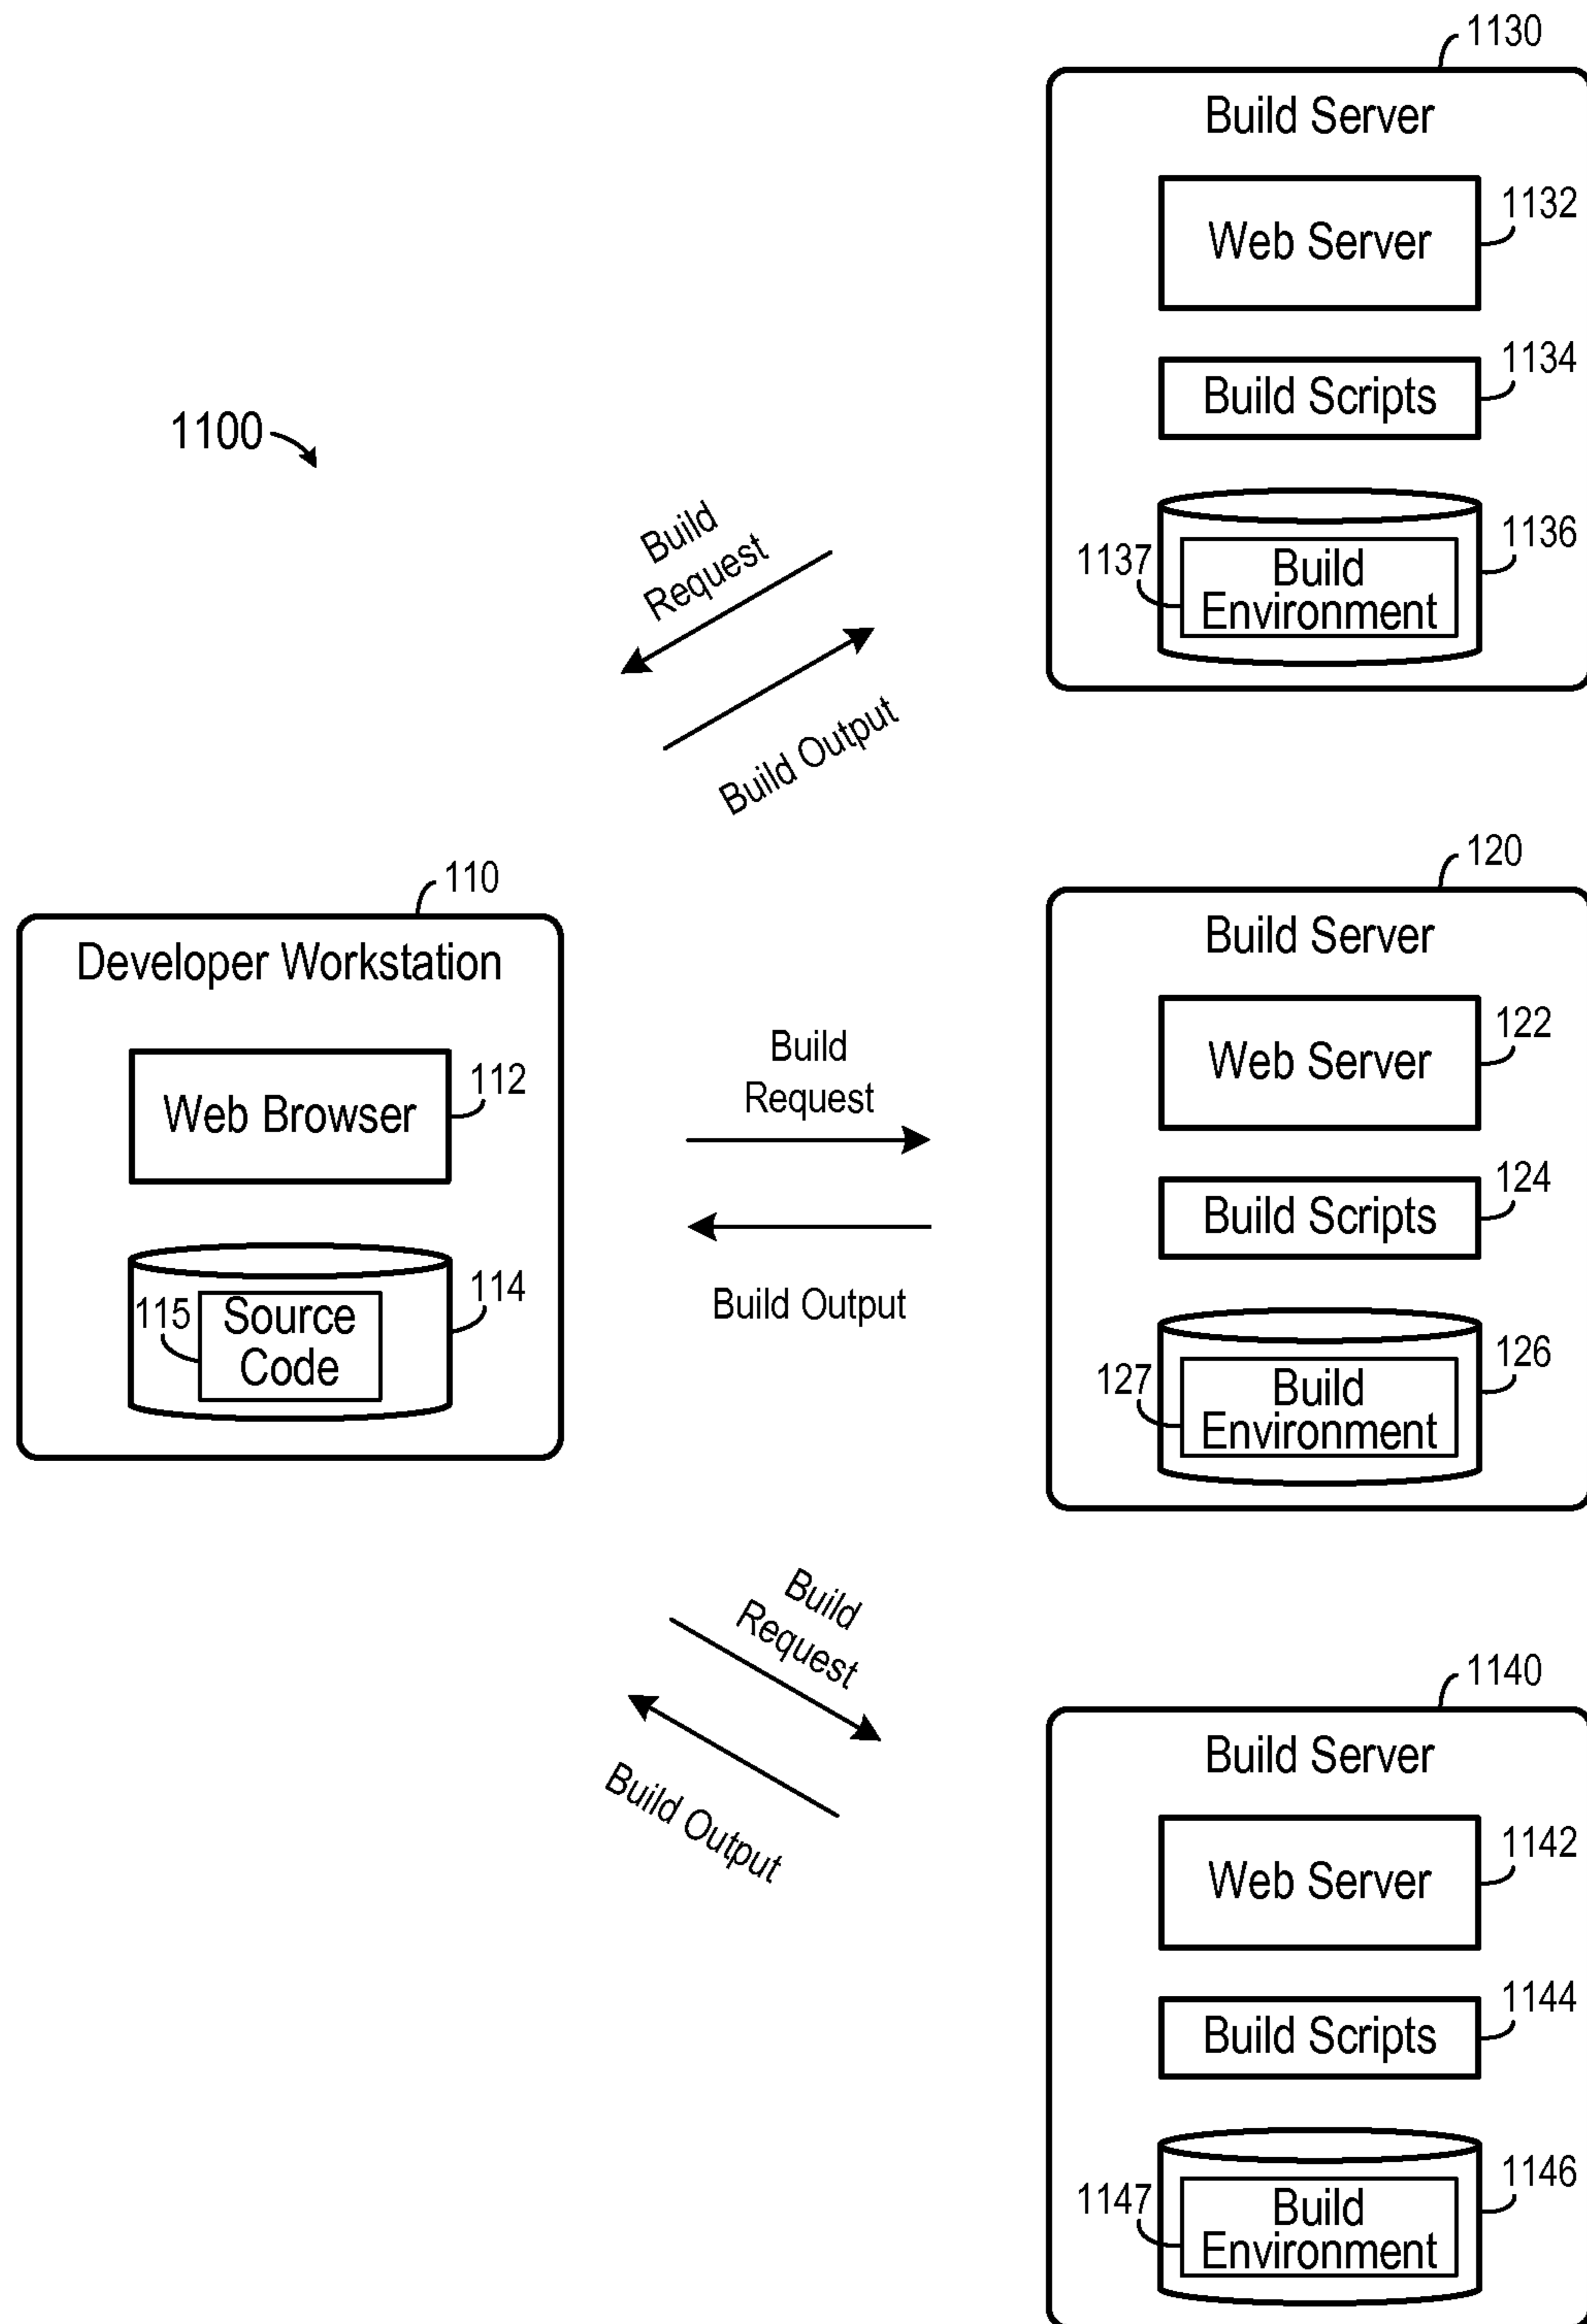 1130
Build Server
1132
Web Server
1134
Build Scripts
1100
1136
1137
Build
Environment
Build
Request
Build Output
110
Developer Workstation
112
Web Browser
114
115
Source
Code
Build
Request
Build Output
120
Build Server
122
Web Server
124
Build Scripts
126
127
Build
Environment
Build
Request
Build Output
1140
Build Server
1142
Web Server
1144
Build Scripts
1146
1147
Build
Environment